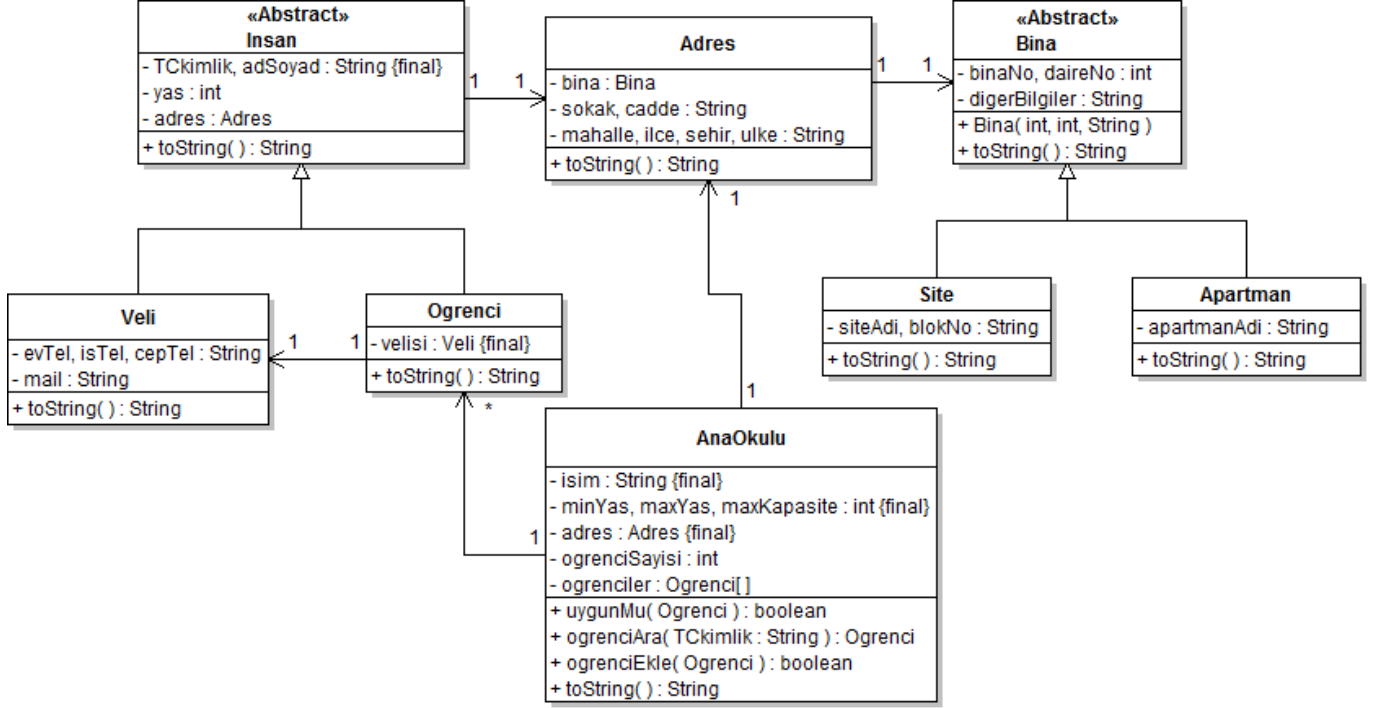 «Abstract»
Insan
- TCkimlik, adSoyad : String {final}
- yas : int
- adres : Adres
+ toString( ) : String
1
1
Adres
- bina : Bina
- sokak, cadde : String
- mahalle, ilce, sehir, ulke : String
+ toString( ) : String
1
1
«Abstract»
Bina
- binaNo, daireNo : int
- digerBilgiler : String
+ Bina( int, int, String )
+ toString( ) : String
1
Veli
- evTel, isTel, cepTel : String
- mail : String
+ toString( ) : String
1
1
Ogrenci
- velisi : Veli {final}
+ toString( ) : String
*
Site
- siteAdi, blokNo : String
+ toString( ) : String
Apartman
- apartmanAdi : String
+ toString( ) : String
1
1
AnaOkulu
- isim : String {final}
- minYas, maxYas, maxKapasite : int {final}
- adres : Adres {final}
- ogrenciSayisi : int
- ogrenciler : Ogrenci[ ]
+ uygunMu( Ogrenci ) : boolean
+ ogrenciAra( TCkimlik : String ) : Ogrenci
+ ogrenciEkle( Ogrenci ) : boolean
+ toString( ) : String